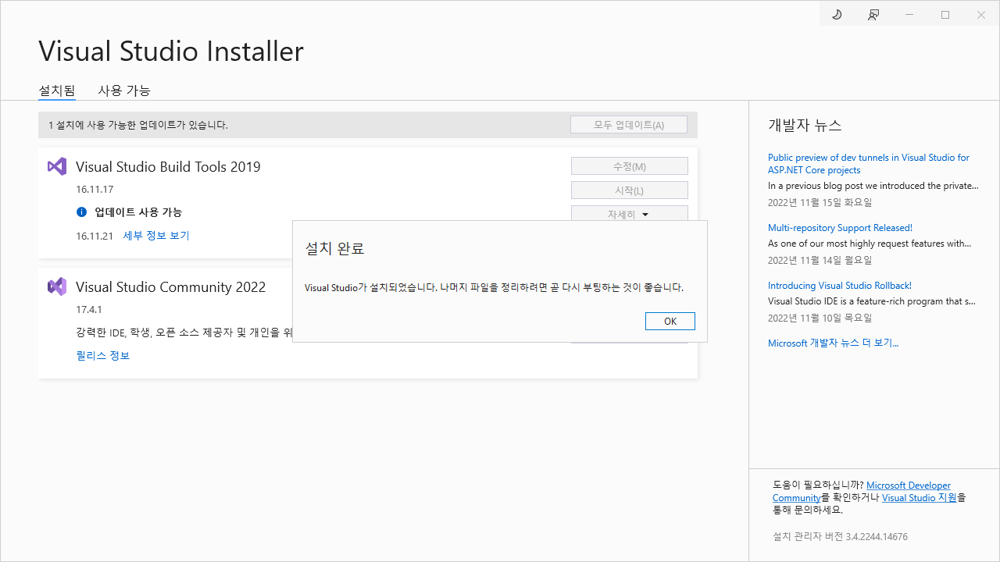 Visual Studio Installer
설치됨
사용 가능
1 설치에 사용 가능한 업데이트가 있습니다.
모두 업데이트(A)
Visual Studio Build Tools 2019
수정(M)
16.11.17
시작(L)
업데이트 사용 가능
자세히
16.11.21 세부 정보 보기
설치 완료
Visual Studio가 설치되었습니다. 나머지 파일을 정리하려면 곧 다시 부팅하는 것이 좋습니다.
OK
Visual Studio Community 2022
17.4.1
강력한 IDE, 학생, 오픈 소스 제공자 및 개인을 위
릴리스 정보
개발자 뉴스
Public preview of dev tunnels in Visual Studio for
ASP.NET Core projects
In a previous blog post we introduced the private...
2022년 11월 15일 화요일
Multi-repository Support Released!
As one of our most highly request features with...
2022년 11월 14일 월요일
Introducing Visual Studio Rollback!
Visual Studio IDE is a feature-rich program that s...
2022년 11월 10일 목요일
Microsoft 개발자 뉴스 더 보기...
도움이 필요하십니까? Microsoft Developer
Community를 확인하거나 Visual Studio 지원을
통해 문의하세요.
설치 관리자 버전 3.4.2244.14676